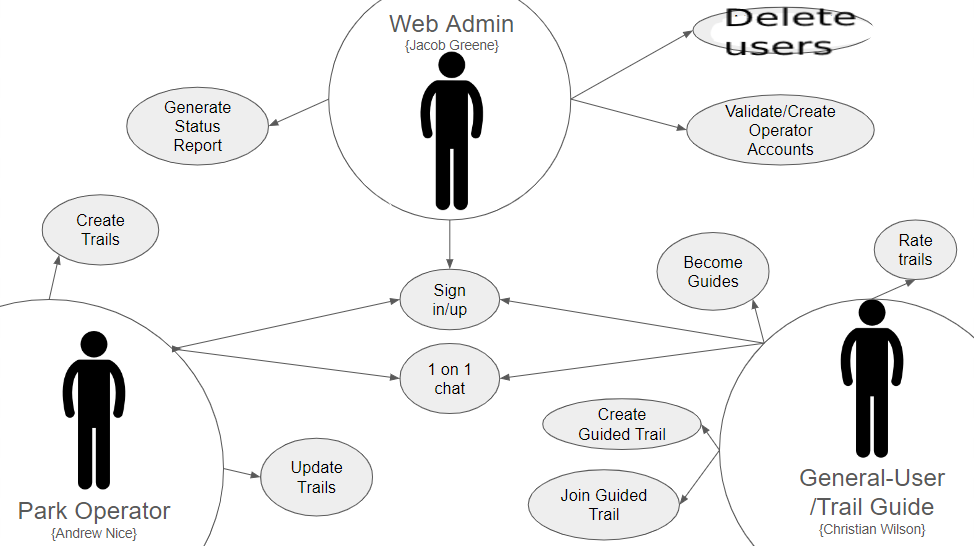 Web Admin
{Jacob Greene}
Delete
users
Generate
Status
Report
Validate/Create
Operator
Accounts
Create
Trails
Rate
trails
Become
Guides
Sign
in/up
1 on 1
chat
Create
Guided Trail
Update
Trails
Join Guided
Trail
General-User
/Trail Guide
{Christian Wilson}
Park Operator
{Andrew Nice}